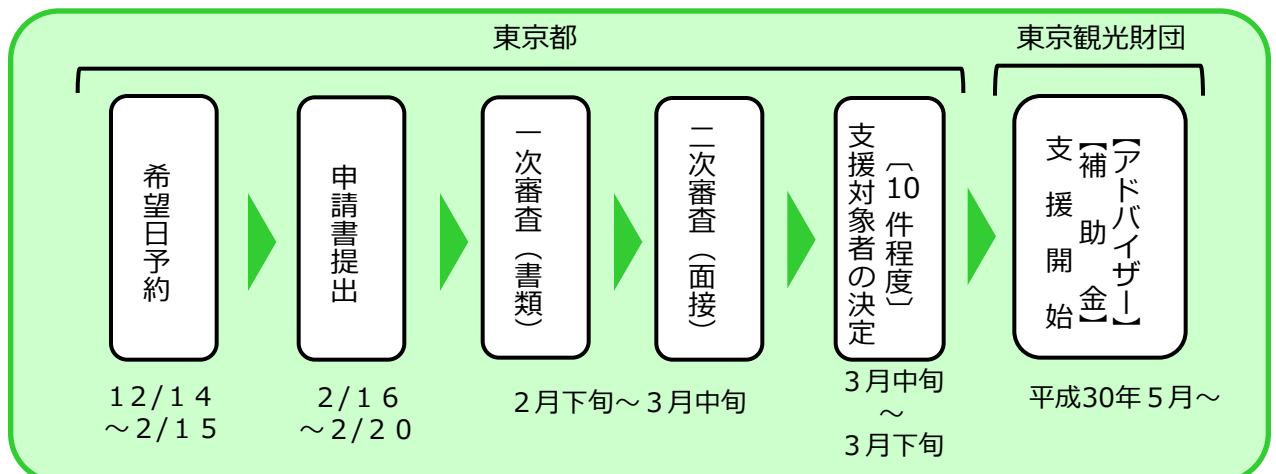 東京都
東京観光財団
希望日予約
申請書提出
一次審査（書類）
二次審査（面接）
支援対象者の決定
〔10件程度〕
【アドバイザー】
【補助金】
支援開始
１２/１４
～２/１５
２/１６
～２/２０
２月下旬～３月中旬
３月中旬
～
３月下旬
平成30年５月～